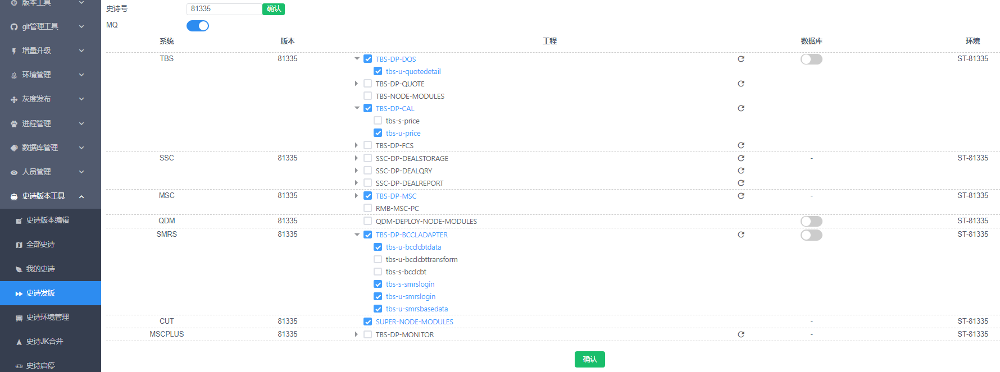 版本工具
git管理工具
增量升级
环境管理
灰度发布
进程管理
数据库管理
人员管理
史诗版本工具
史诗版本编辑
全部史诗
我的史诗
史诗发版
史诗环境管理
史诗JK合并
史诗启停
史诗号 81335 确认
MQ
系统 版本 工程 数据库 环境
TBS 81335 TBS-DP-DQS ST-81335
tbs-u-quotedetail
TBS-DP-QUOTE
TBS-NODE-MODULES
TBS-DP-CAL
tbs-s-price
tbs-u-price
TBS-DP-FCS
SSC 81335 SSC-DP-DEALSTORAGE - ST-81335
SSC-DP-DEALQRY
SSC-DP-DEALREPORT
MSC 81335 TBS-DP-MSC - ST-81335
RMB-MSC-PC
QDM 81335 QDM-DEPLOY-NODE-MODULES ST-81335
SMRS 81335 TBS-DP-BCCLADAPTER ST-81335
tbs-u-bcclcbtdata
tbs-u-bcclcbttransform
tbs-s-bcclcbt
tbs-s-smrslogin
tbs-u-smrslogin
tbs-u-smrsbasedata
CUT 81335 SUPER-NODE-MODULES - ST-81335
MSCPLUS 81335 TBS-DP-MONITOR - ST-81335
确认